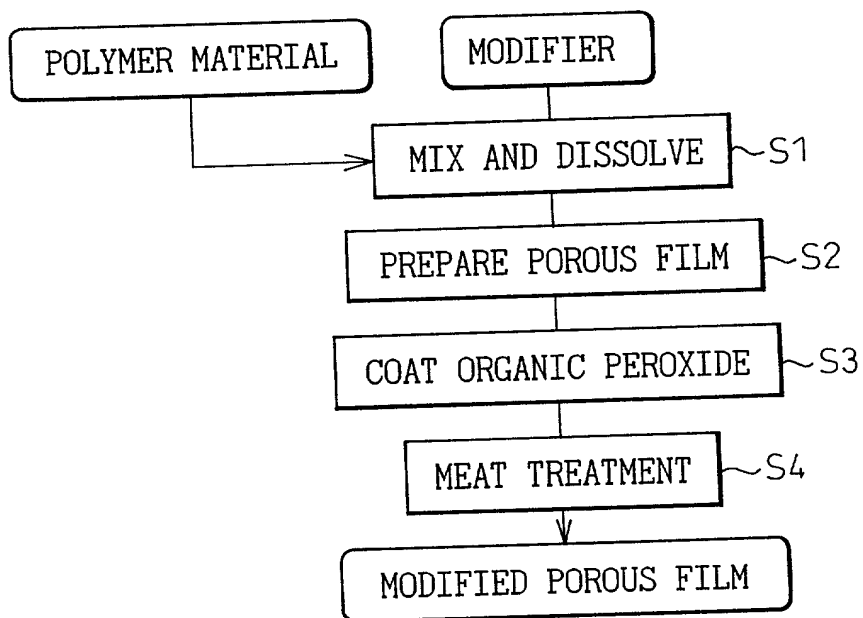 POLYMER MATERIAL
MODIFIER
MIX AND DISSOLVE
S1
PREPARE POROUS FILM
S2
COAT ORGANIC PEROXIDE
S3
MEAT TREATMENT
S4
MODIFIED POROUS FILM